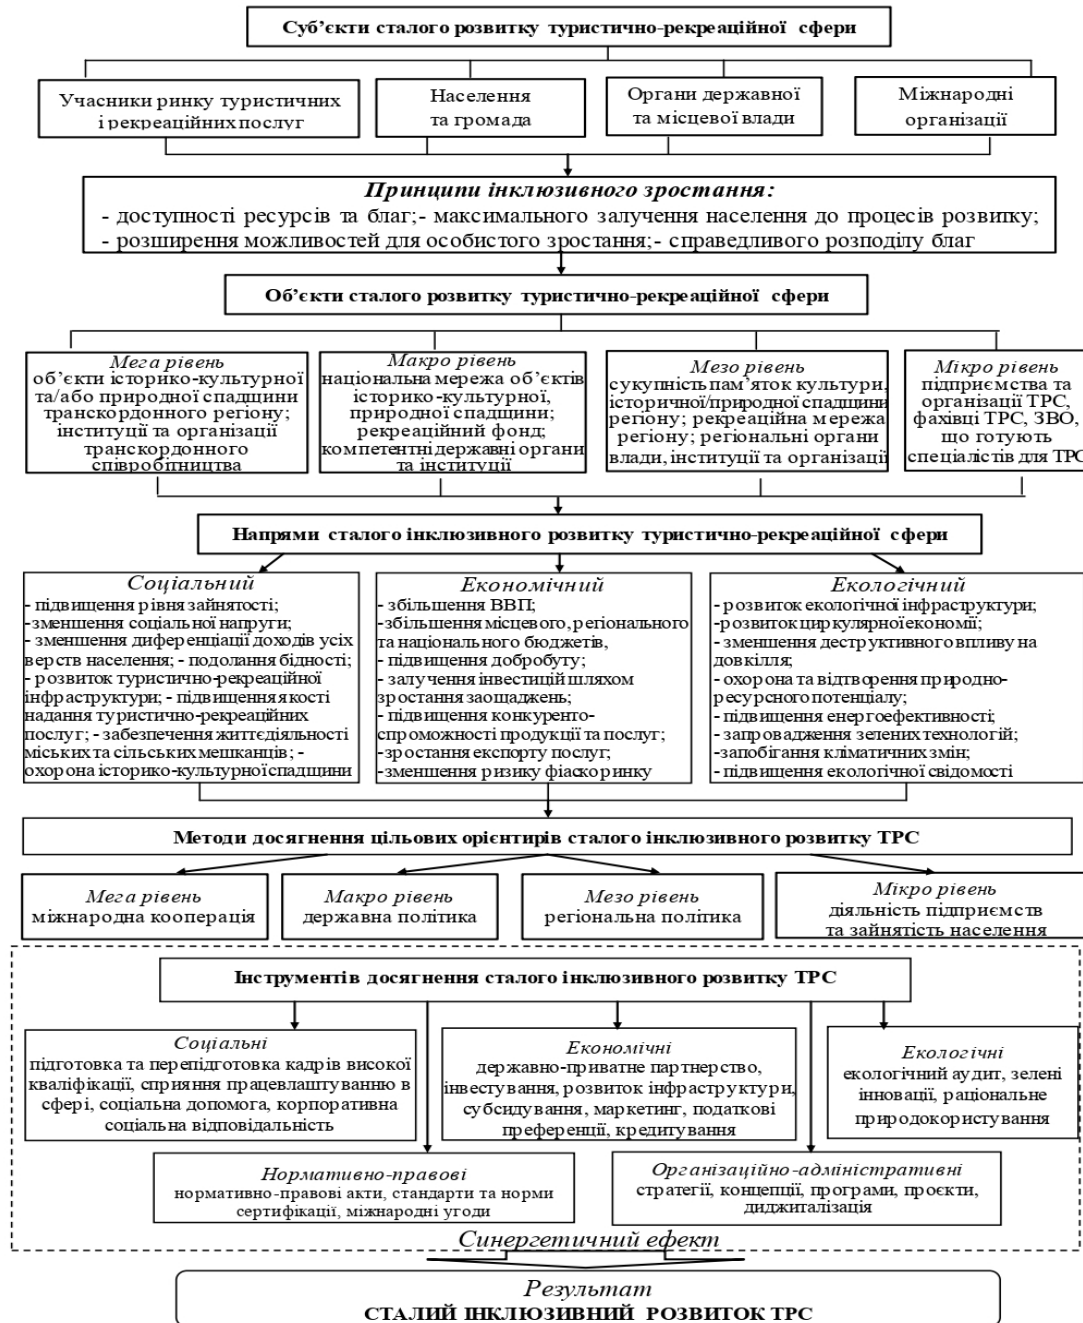 Суб’єкти сталого розвитку туристично-рекреаційної сфери
Учасники ринку туристичних
і рекреаційних послуг
Населення
та громада
Органи державної
та місцевої влади
Міжнародні
організації
Принципи інклюзивного зростання:
- доступності ресурсів та благ;- максимального залучення населення до процесів розвитку;
- розширення можливостей для особистого зростання;- справедливого розподілу благ
Об’єкти сталого розвитку туристично-рекреаційної сфери
Мега рівень
об’єкти історико-культурної
та/або природної спадщини
транскордонного регіону;
інституції та організації
транскордонного
співробітництва
Макро рівень
національна мережа об’єктів
історико-культурної,
природної спадщини;
рекреаційний фонд;
компетентні державні органи
та інституції
Мезо рівень
сукупність пам’яток культури,
історичної/природної спадщини
регіону; рекреаційна мережа
регіону; регіональні органи
влади, інституції та організації
Мікро рівень
підприємства та
організації ТРС,
фахівці ТРС, ЗВО,
що готують
спеціалістів для ТРС
Напрями сталого інклюзивного розвитку туристично-рекреаційної сфери
Соціальний
- підвищення рівня зайнятості;
-зменшення соціальної напруги;
- зменшення диференціації доходів усіх
верств населення; - подолання бідності;
- розвиток туристично-рекреаційної
інфраструктури; - підвищення якості
надання туристично-рекреаційних
послуг; - забезпечення життєдіяльності
міських та сільських мешканців; -
охорона історико-культурної спадщини
Економічний
- збільшення ВВП;
-збільшення місцевого, регіонального
та національного бюджетів,
- підвищення добробуту;
- залучення інвестицій шляхом
зростання заощаджень;
- підвищення конкуренто-
спроможності продукції та послуг;
- зростання експорту послуг;
- зменшення ризику фіаско ринку
Екологічний
- розвиток екологічної інфраструктури;
-розвиток циркулярної економії;
- зменшення деструктивного впливу на
довкілля;
-охорона та відтворення природно-
ресурсного потенціалу;
- підвищення енергоефективності;
- запровадження зелених технологій;
- запобігання кліматичних змін;
- підвищення екологічної свідомості
Методи досягнення цільових орієнтирів сталого інклюзивного розвитку ТРС
Мега рівень
міжнародна кооперація
Макро рівень
державна політика
Мезо рівень
регіональна політика
Мікро рівень
діяльність підприємств
та зайнятість населення
Інструментів досягнення сталого інклюзивного розвитку ТРС
Соціальні
підготовка та перепідготовка кадрів високої
кваліфікації, сприяння працевлаштуванню в
сфері, соціальна допомога, корпоративна
соціальна відповідальність
Економічні
державно-приватне партнерство,
інвестування, розвиток інфраструктури,
субсидування, маркетинг, податкові
преференції, кредитування
Екологічні
екологічний аудит, зелені
інновації, раціональне
природокористування
Нормативно-правові
нормативно-правові акти, стандарти та норми
сертифікації, міжнародні угоди
Організаційно-адміністративні
стратегії, концепції, програми, проєкти,
диджиталізація
Синергетичний ефект
Результат
СТАЛИЙ ІНКЛЮЗИВНИЙ РОЗВИТОК ТРС